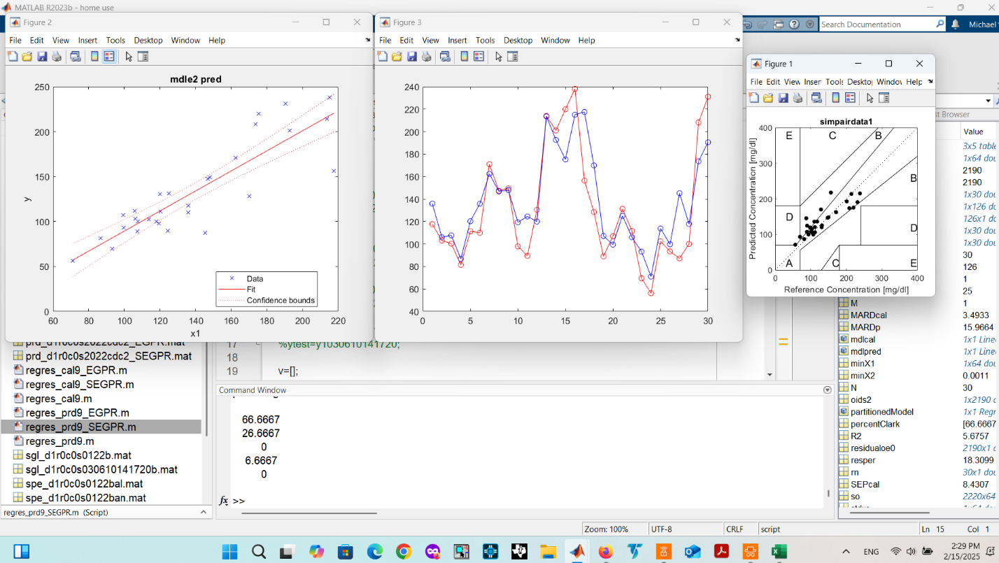 MATLAB R2023b - home use
Figure 2
File Edit View Insert Tools Desktop Window Help
mdle2 pred
250
200
150
100
50
0
y
60 80 100 120 140 160 180 200 220
x1
Data
Fit
Confidence bounds
Figure 3
File Edit View Insert Tools Desktop Window Help
240
220
200
180
160
140
120
100
80
60
40
0 5 10 15 20 25 30
Search Documentation
Michael
Figure 1
File Edit View Inser Tools Deskto Windov Help
simpairdata1
400
300
200
100
0
Predicted Concentration [mg/dl]
E C B
B
D
D
A C E
0 100 200 300 400
Reference Concentration [mg/dl]
st Browser
Value
3x5 table
1x64 dou
2190
2190
1x30 dou
1x126 do
126x1 do
1x30 dou
1x30 dou
30
126
1
25
M 1
MARDcal 3.4933
MARDp 15.9664
mdlcal 1x1 Linea
mdlpred 1x1 Linea
minX1 1x64 dou
minX2 0.0011
N 30
oids2 1x2190 d
partitionedModel 1x1 Regr
percentClark [66.6667
R2 5.6757
residualoe0 2190x1 d
resper 18.3099
rn 30x1 dou
SEPcal 8.4307
so 2220x64
prd_d1r0c0s2022cdc2_EGPR.mat
prd_d1r0c0s2022cdc2_SEGPR.mat
regres_cal9_EGPR.m
regres_cal9_SEGPR.m
regres_cal9.m
regres_prd9_EGPR.m
regres_prd9_SEGPR.m
regres_prd9.m
sgl_d1r0c0s0122b.mat
sgl_d1r0c0s030610141720b.mat
spe_d1r0c0s0122bal.mat
spe_d1r0c0s0122ban.mat
regres_prd9_SEGPR.m (Script)
17 %ytest=y1030610141720;
18
19 v=[];
Command Window
66.6667
26.6667
0
6.6667
0
fx >>
Zoom: 100% UTF-8 CRLF script Ln 15 Col 1
ENG
2:29 PM
2/15/2025